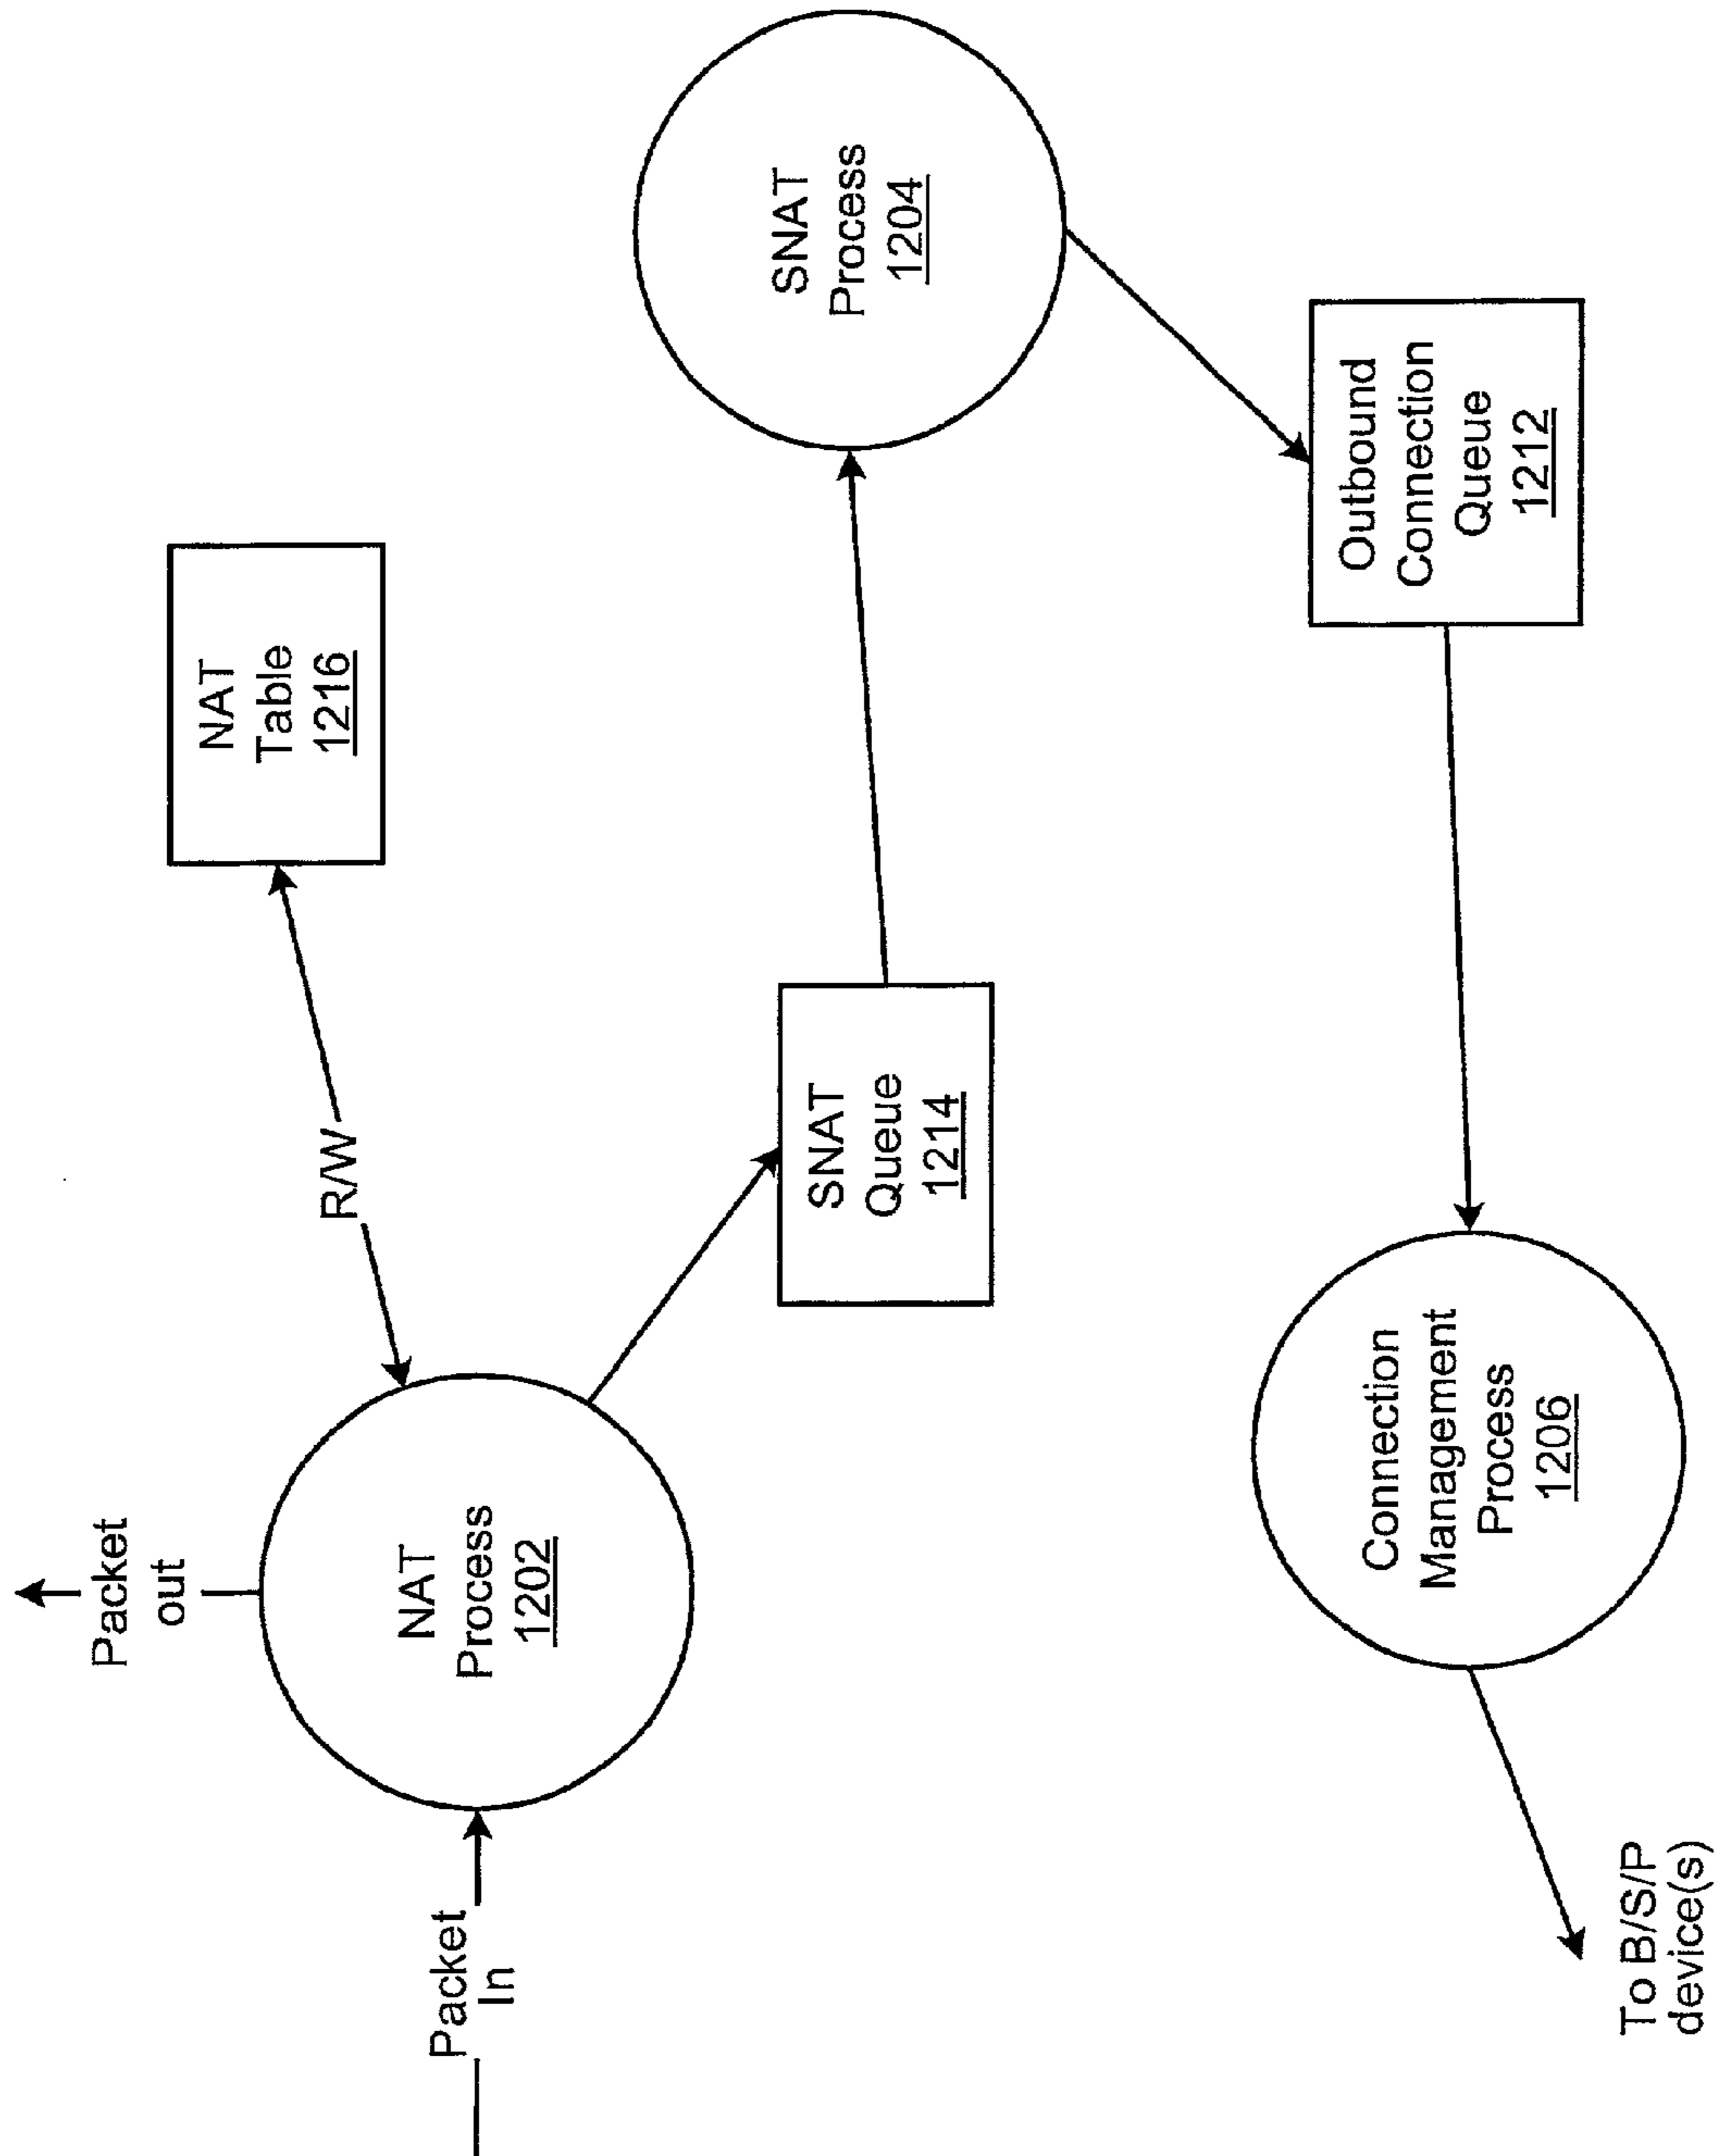 Packet
In
Packet
out
NAT
Process
1202
R/W
NAT
Table
1216
SNAT
Queue
1214
SNAT
Process
1204
Outbound
Connection
Queue
1212
Connection
Management
Process
1206
To B/S/P
device(s)